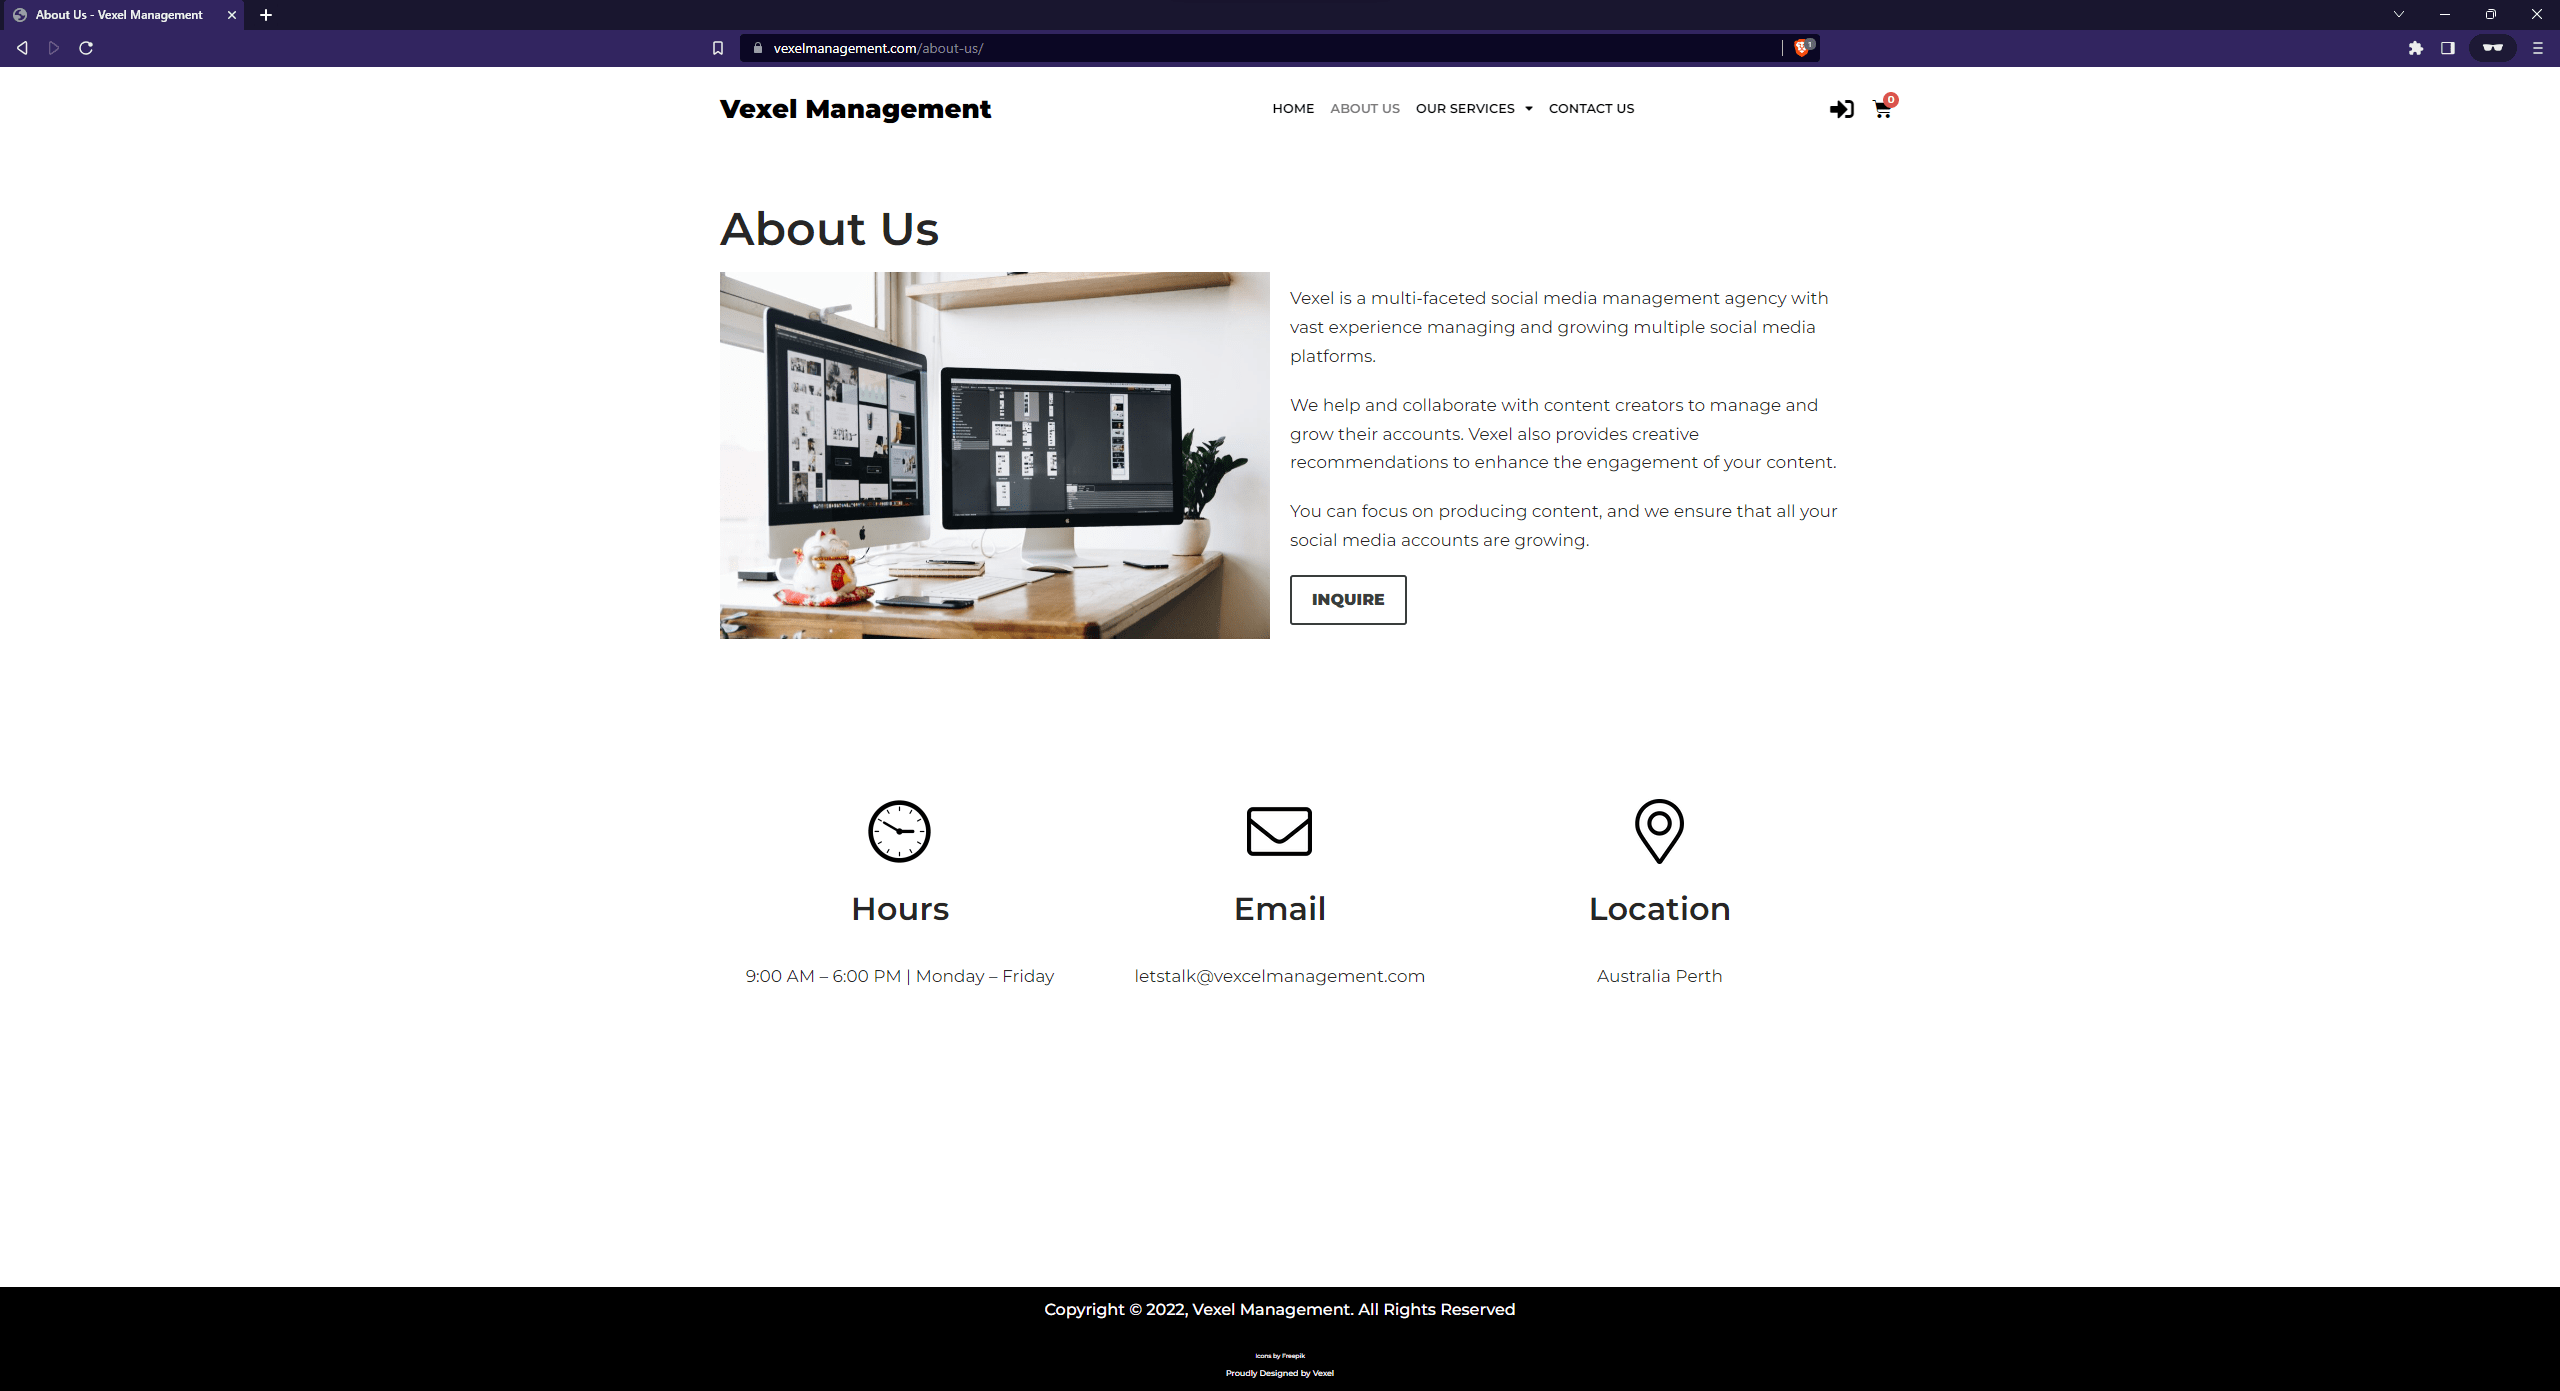 About Us - Vexel Management
vexelmanagement.com/about-us/
1
Vexel Management
HOME ABOUT US OUR SERVICES CONTACT US
0
About Us
Vexel is a multi-faceted social media management agency with
vast experience managing and growing multiple social media
platforms.
We help and collaborate with content creators to manage and
grow their accounts. Vexel also provides creative
recommendations to enhance the engagement of your content.
You can focus on producing content, and we ensure that all your
social media accounts are growing.
INQUIRE
Hours
9:00 AM – 6:00 PM | Monday – Friday
Email
letstalk@vexcelmanagement.com
Location
Australia Perth
Copyright © 2022, Vexel Management. All Rights Reserved
Icons by Freepik
Proudly Designed by Vexel